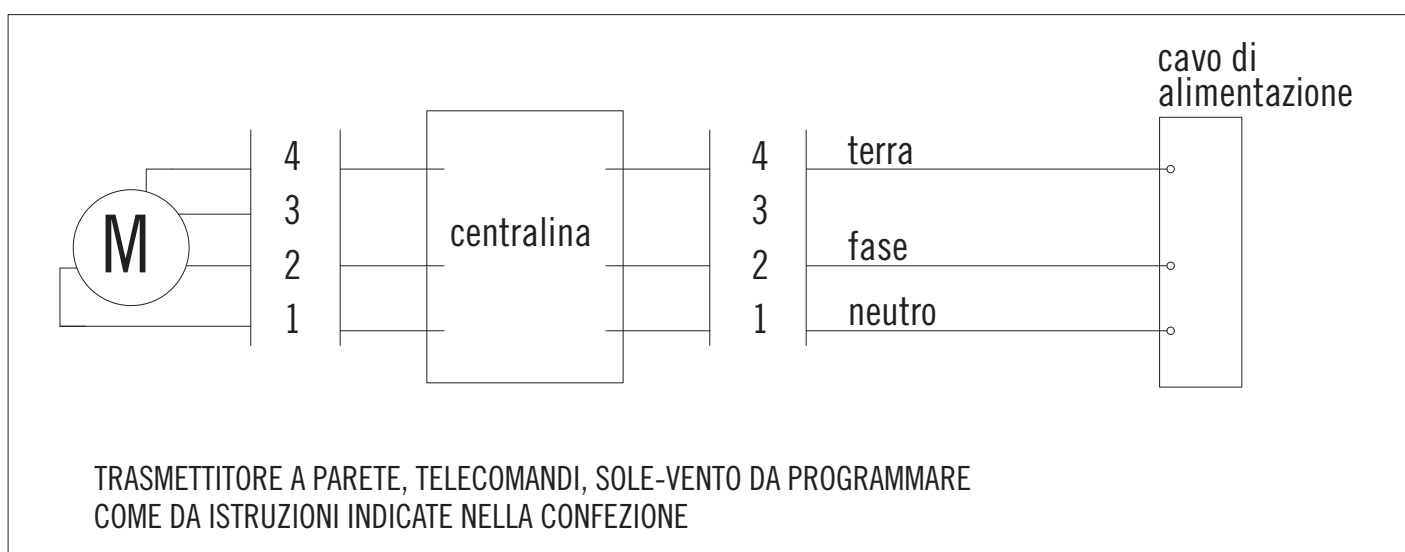 cavo di
alimentazione
4 4 terra
3 3
M centralina
2 2 fase
1 1 neutro
TRASMETTITORE A PARETE, TELECOMANDI, SOLE-VENTO DA PROGRAMMARE
COME DA ISTRUZIONI INDICATE NELLA CONFEZIONE